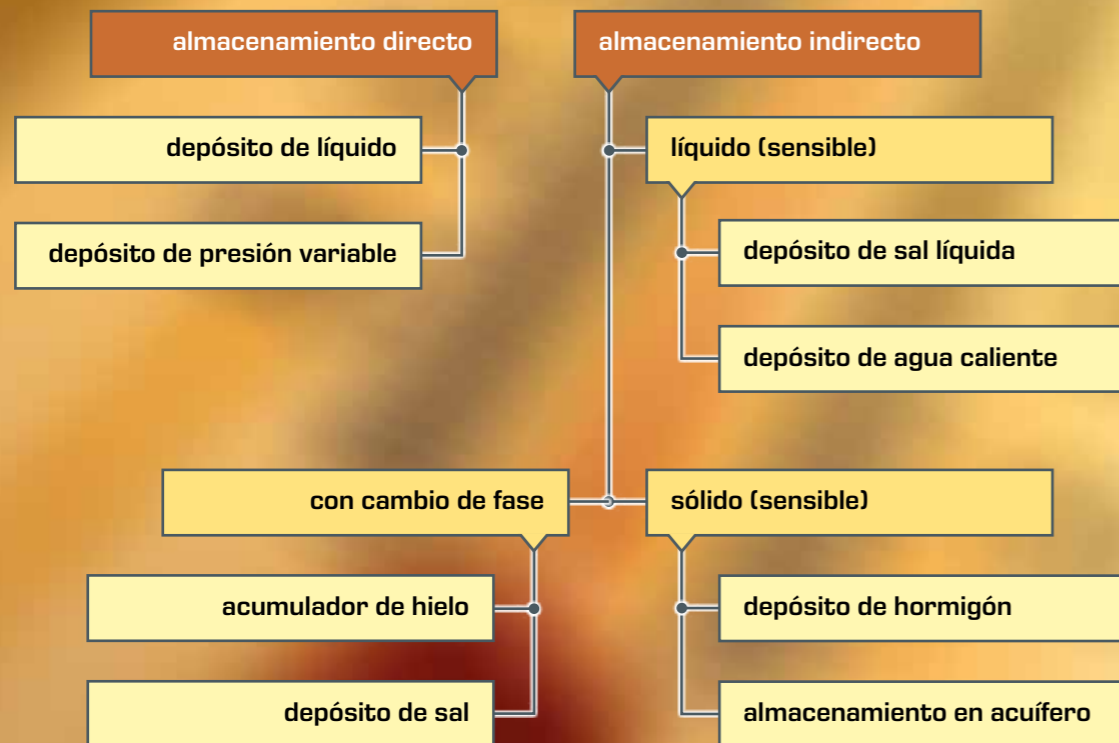 almacenamiento directo
depósito de líquido
depósito de presión variable
almacenamiento indirecto
líquido (sensible)
depósito de sal líquida
depósito de agua caliente
con cambio de fase
acumulador de hielo
depósito de sal
sólido (sensible)
depósito de hormigón
almacenamiento en acuífero